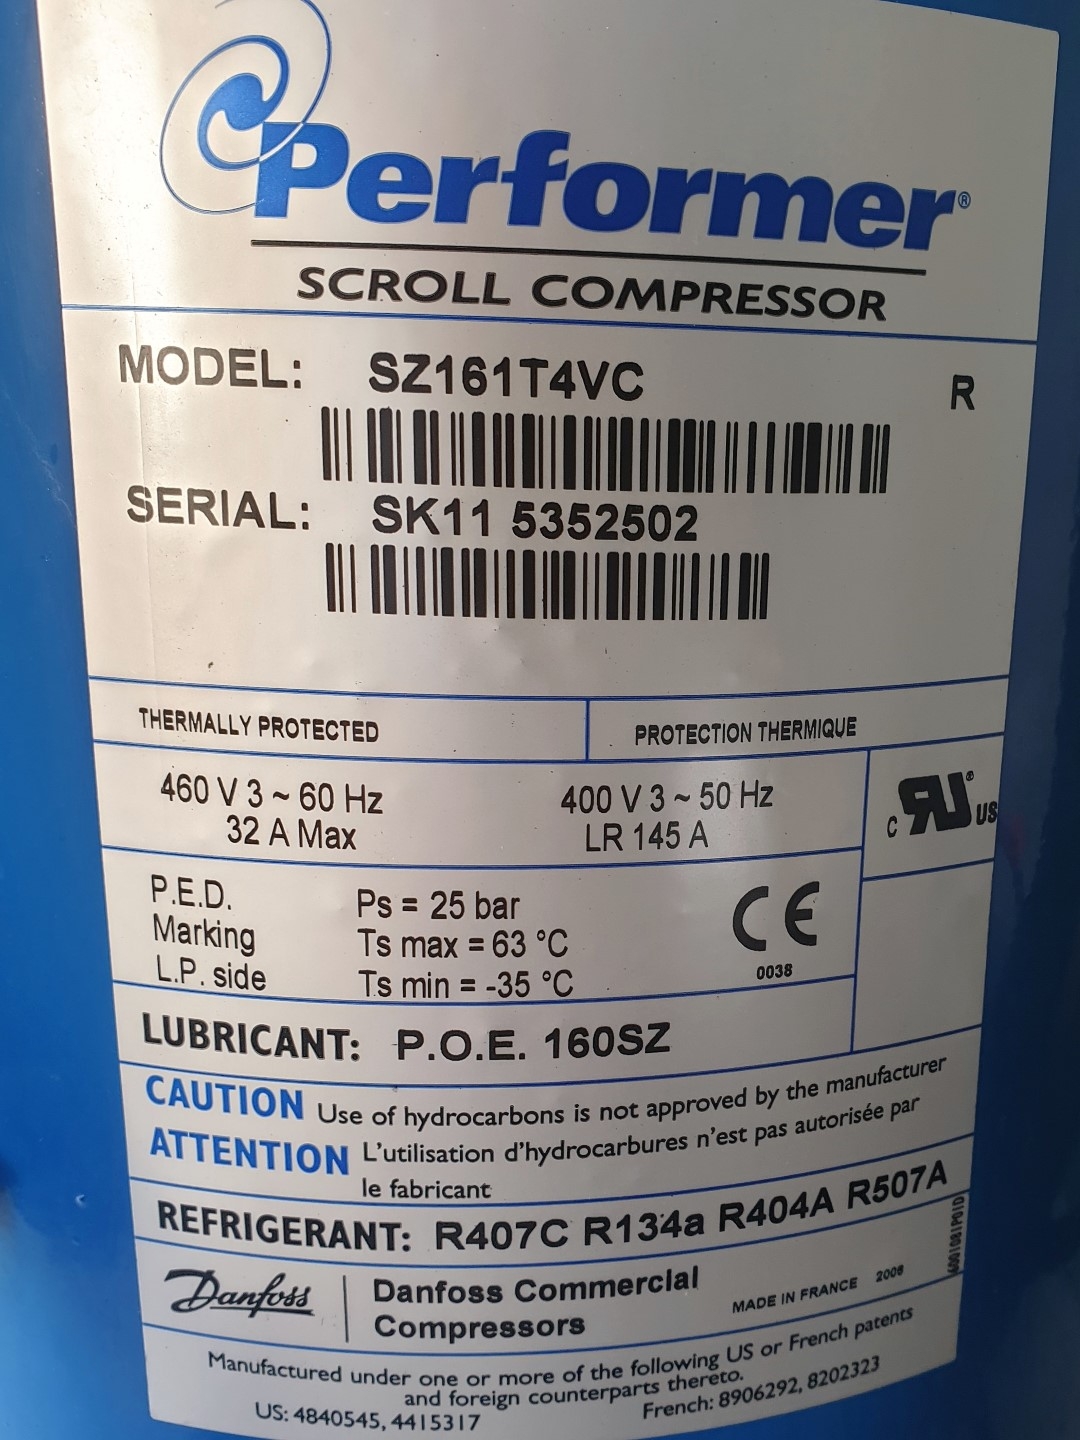 Performer®
SCROLL COMPRESSOR
MODEL: SZ161T4VC R
SERIAL: SK11 5352502
THERMALLY PROTECTED PROTECTION THERMIQUE
460 V 3 ~ 60 Hz 400 V 3 ~ 50 Hz
32 A Max LR 145 A
c RU® US
P.E.D. Ps = 25 bar
Marking Ts max = 63 °C
L.P. side Ts min = -35 °C
CE
0038
LUBRICANT: P.O.E. 160SZ
CAUTION Use of hydrocarbons is not approved by the manufacturer
ATTENTION L'utilisation d'hydrocarbures n'est pas autorisée par
le fabricant
REFRIGERANT: R407C R134a R404A R507A
Danfoss Danfoss Commercial
Compressors
MADE IN FRANCE 2006
Manufactured under one or more of the following US or French patents
and foreign counterparts thereto.
US: 4840545, 4415317 French: 8906292, 8202323